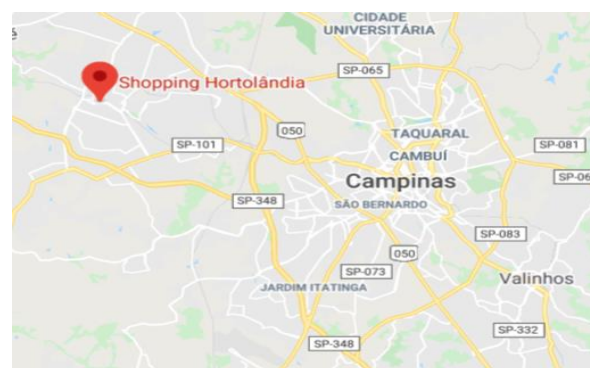 CIDADE
UNIVERSITÁRIA
é
SP-065
Shopping Hortolândia
050
TAQUARAL
SP-101
SP-081
CAMBUÍ
Campinas
SP-06
SP-348
SÃO BERNARDO
SP-083
050
SP-073
Valinhos
JARDIM ITATINGA
SP-332
SP-348